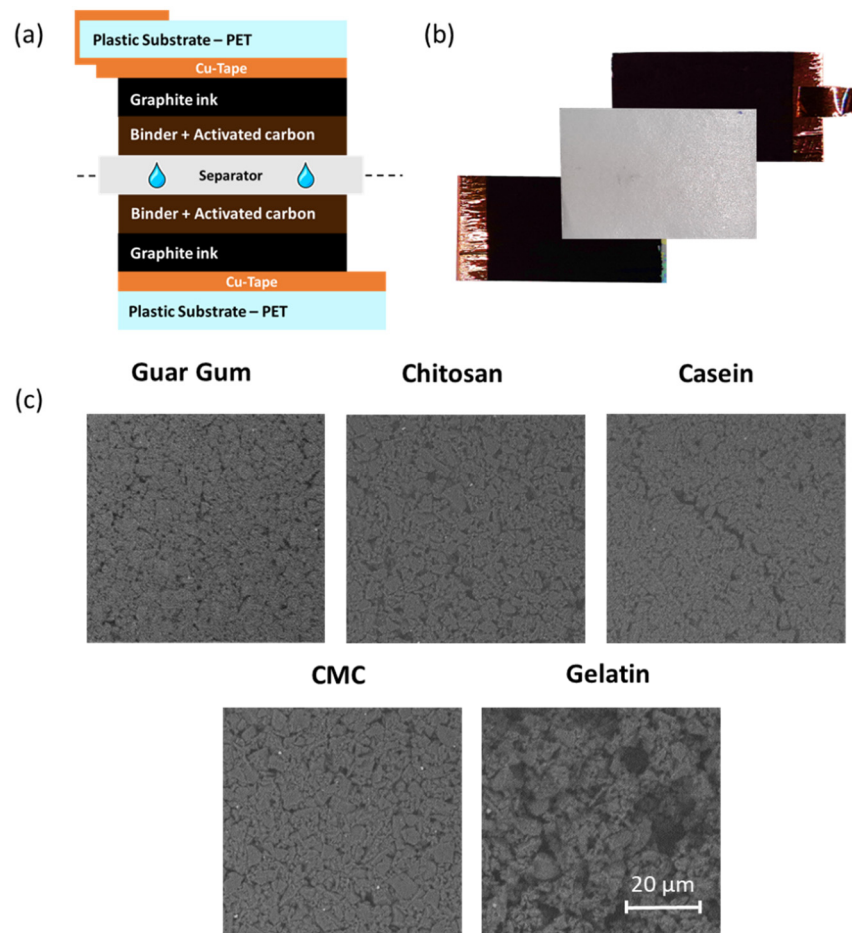 (a)
Plastic Substrate – PET
Cu-Tape
Graphite ink
Binder + Activated carbon
Separator
Binder + Activated carbon
Graphite ink
Cu-Tape
Plastic Substrate – PET
(b)
(c)
Guar Gum
Chitosan
Casein
CMC
Gelatin
20 µm